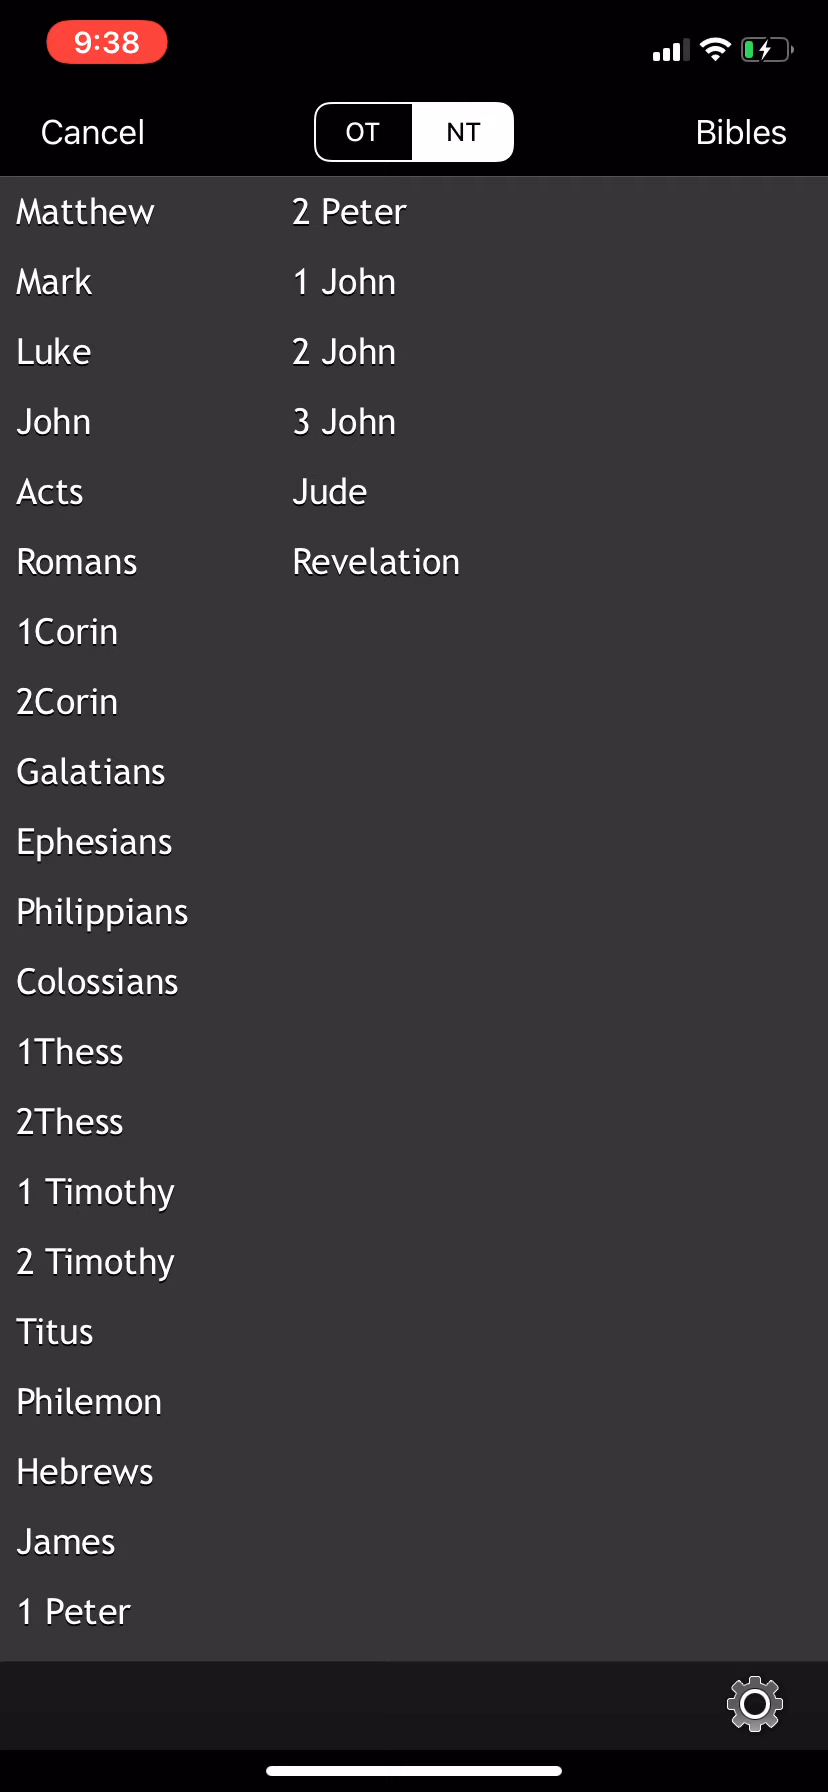 9:38
Cancel
OT
NT
Bibles
Matthew
Mark
Luke
John
Acts
Romans
1Corin
2Corin
Galatians
Ephesians
Philippians
Colossians
1Thess
2Thess
1 Timothy
2 Timothy
Titus
Philemon
Hebrews
James
1 Peter
2 Peter
1 John
2 John
3 John
Jude
Revelation